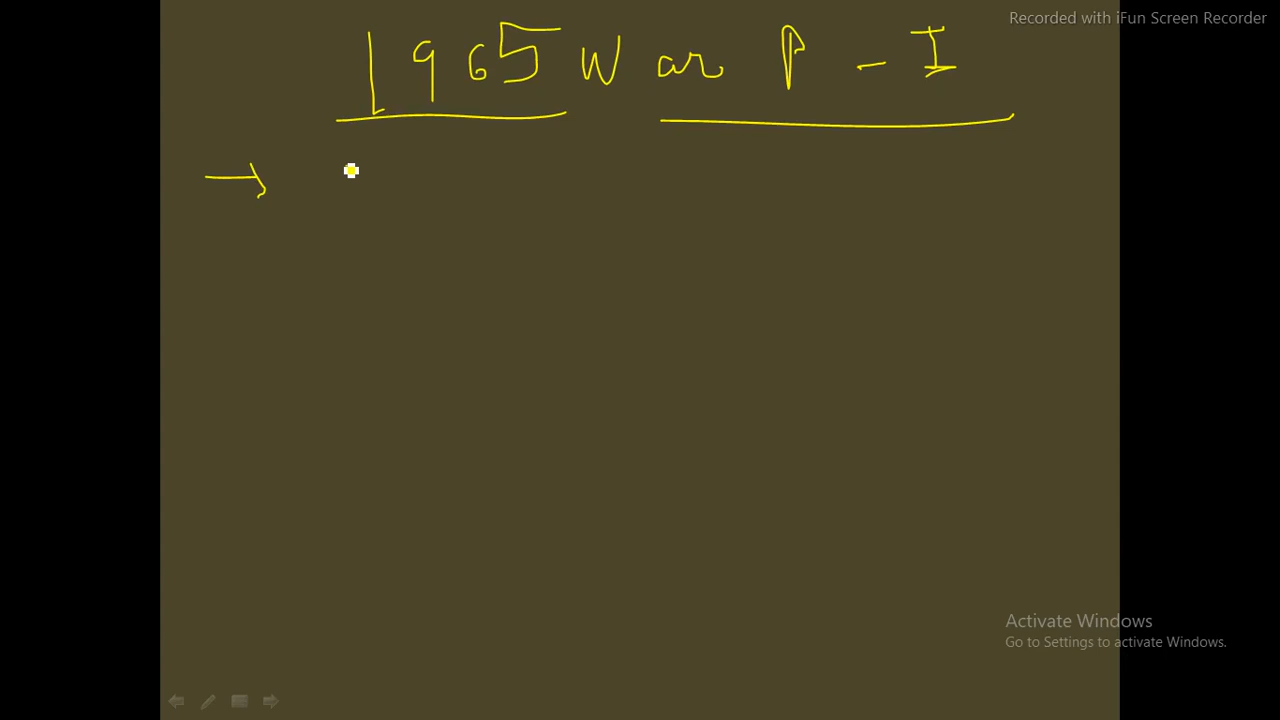 Recorded with iFun Screen Recorder
1965 War P - I
→
Activate Windows
Go to Settings to activate Windows.